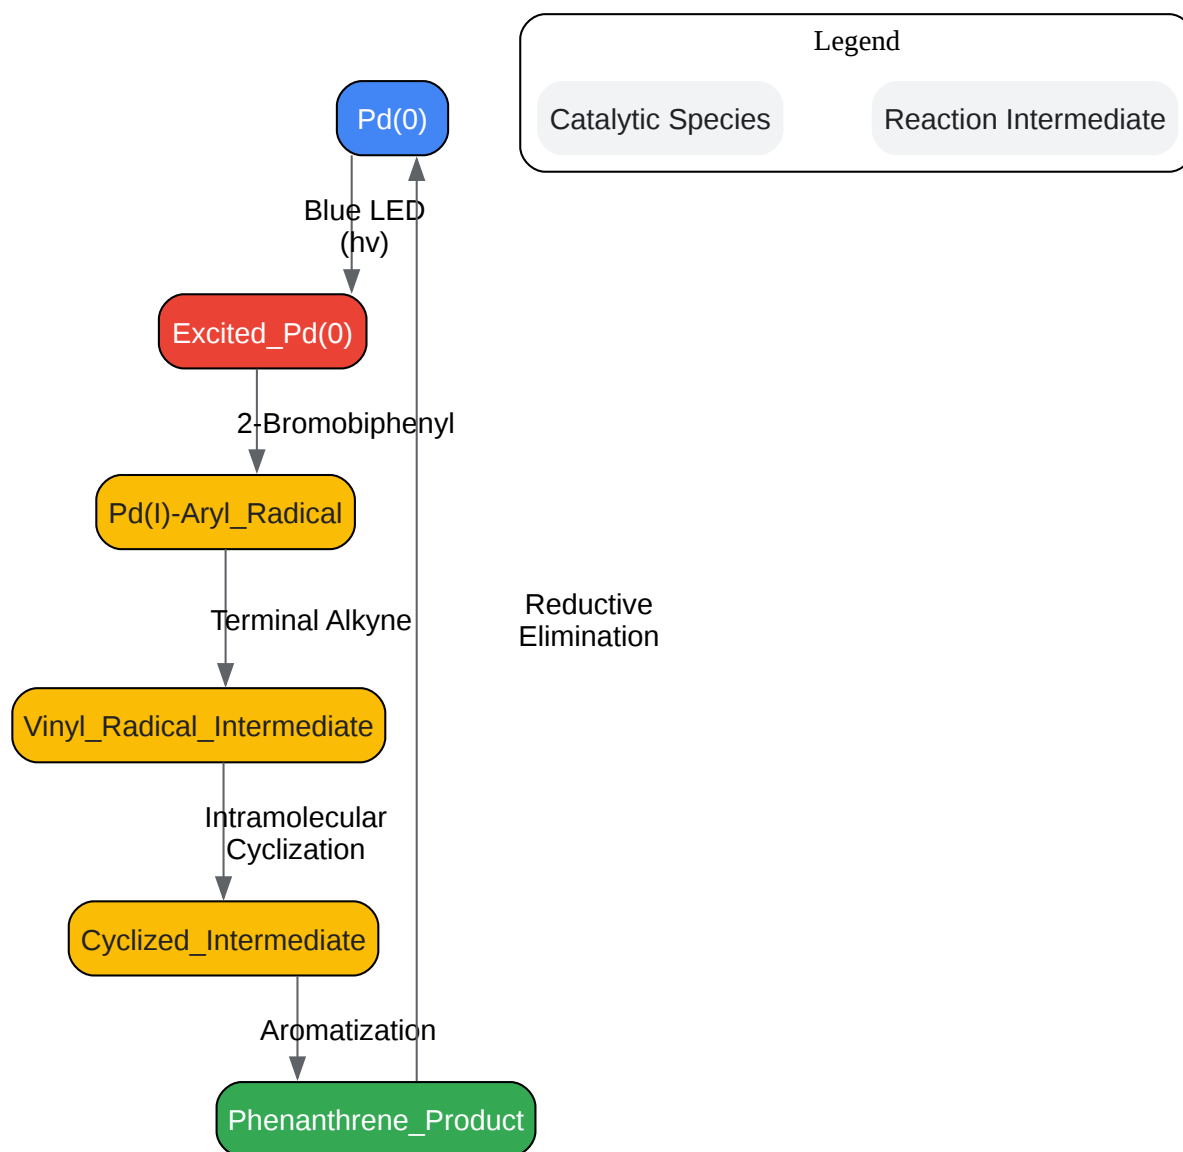 Legend
Catalytic Species
Reaction Intermediate
Pd(0)
Blue LED
(hv)
Excited_Pd(0)
2-Bromobiphenyl
Pd(I)-Aryl_Radical
Terminal Alkyne
Reductive
Elimination
Vinyl_Radical_Intermediate
Intramolecular
Cyclization
Cyclized_Intermediate
Aromatization
Phenanthrene_Product